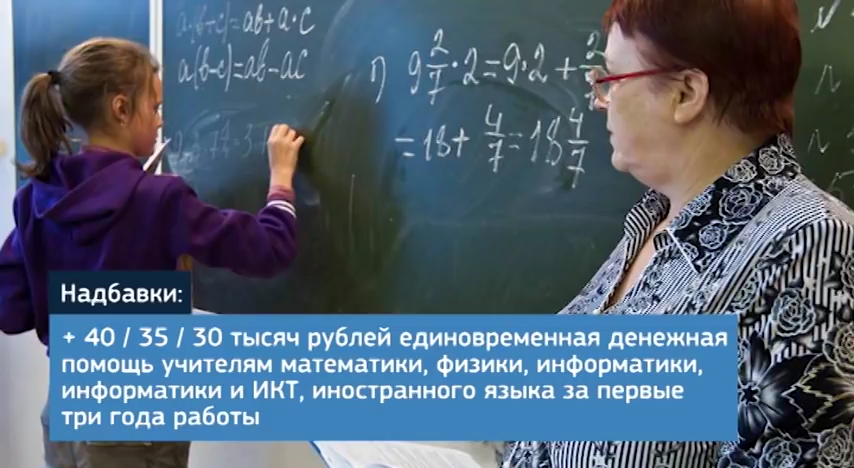 a·(b+c)=ab+a·c
a(b-c)=ab-ac
1) 9 2/7 · 2 = 9·2 + 2
= 18 + 4/7 = 18 4/7
Надбавки:
+ 40 / 35 / 30 тысяч рублей единовременная денежная
помощь учителям математики, физики, информатики,
информатики и ИКТ, иностранного языка за первые
три года работы